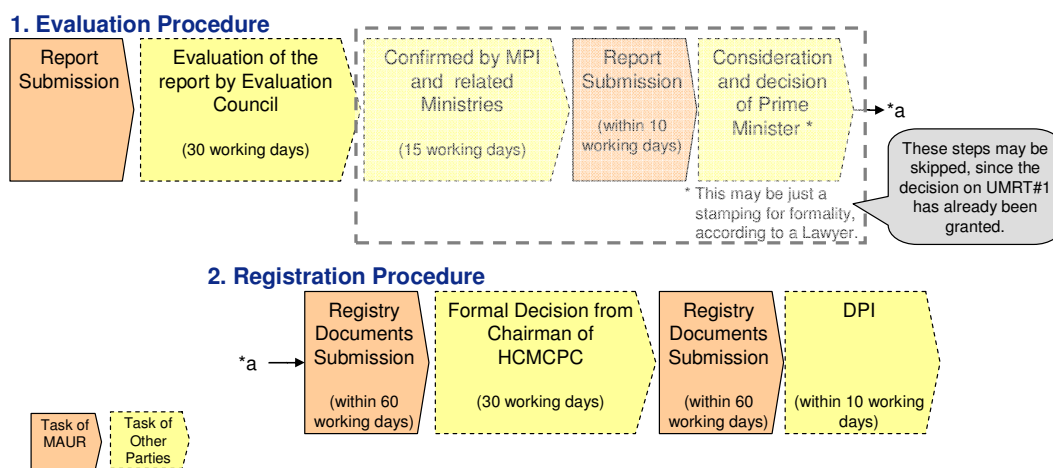 1. Evaluation Procedure
Report
Submission
Evaluation of the
report by Evaluation
Council
(30 working days)
Confirmed by MPI
and related
Ministries
(15 working days)
Report
Submission
(within 10
working days)
Consideration
and decision
of Prime
Minister *
*a
These steps may be
skipped, since the
decision on UMRT#1
has already been
granted.
* This may be just a
stamping for formality,
according to a Lawyer.
2. Registration Procedure
*a
Registry
Documents
Submission
(within 60
working days)
Formal Decision from
Chairman of
HCMCPC
(30 working days)
Registry
Documents
Submission
(within 60
working days)
DPI
(within 10 working
days)
Task of
MAUR
Task of
Other
Parties